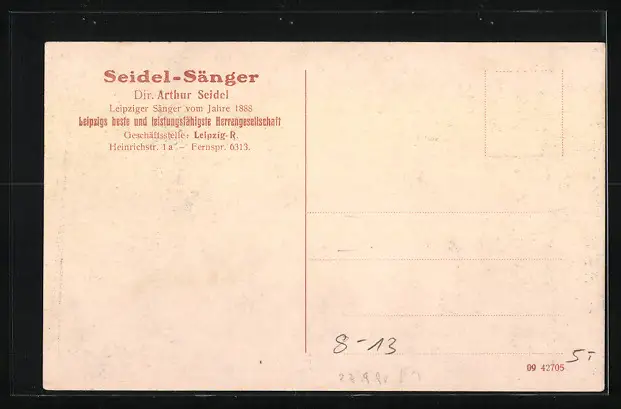 Seidel-Sänger
Dir. Arthur Seidel
Leipziger Sänger vom Jahre 1888
Leipzigs beste und leistungsfähigste Herrengesellschaft
Geschäftsstelle: Leipzig-R.
Heinrichstr. 1a – Fernspr. 6313.
8-13
09 42705
5-